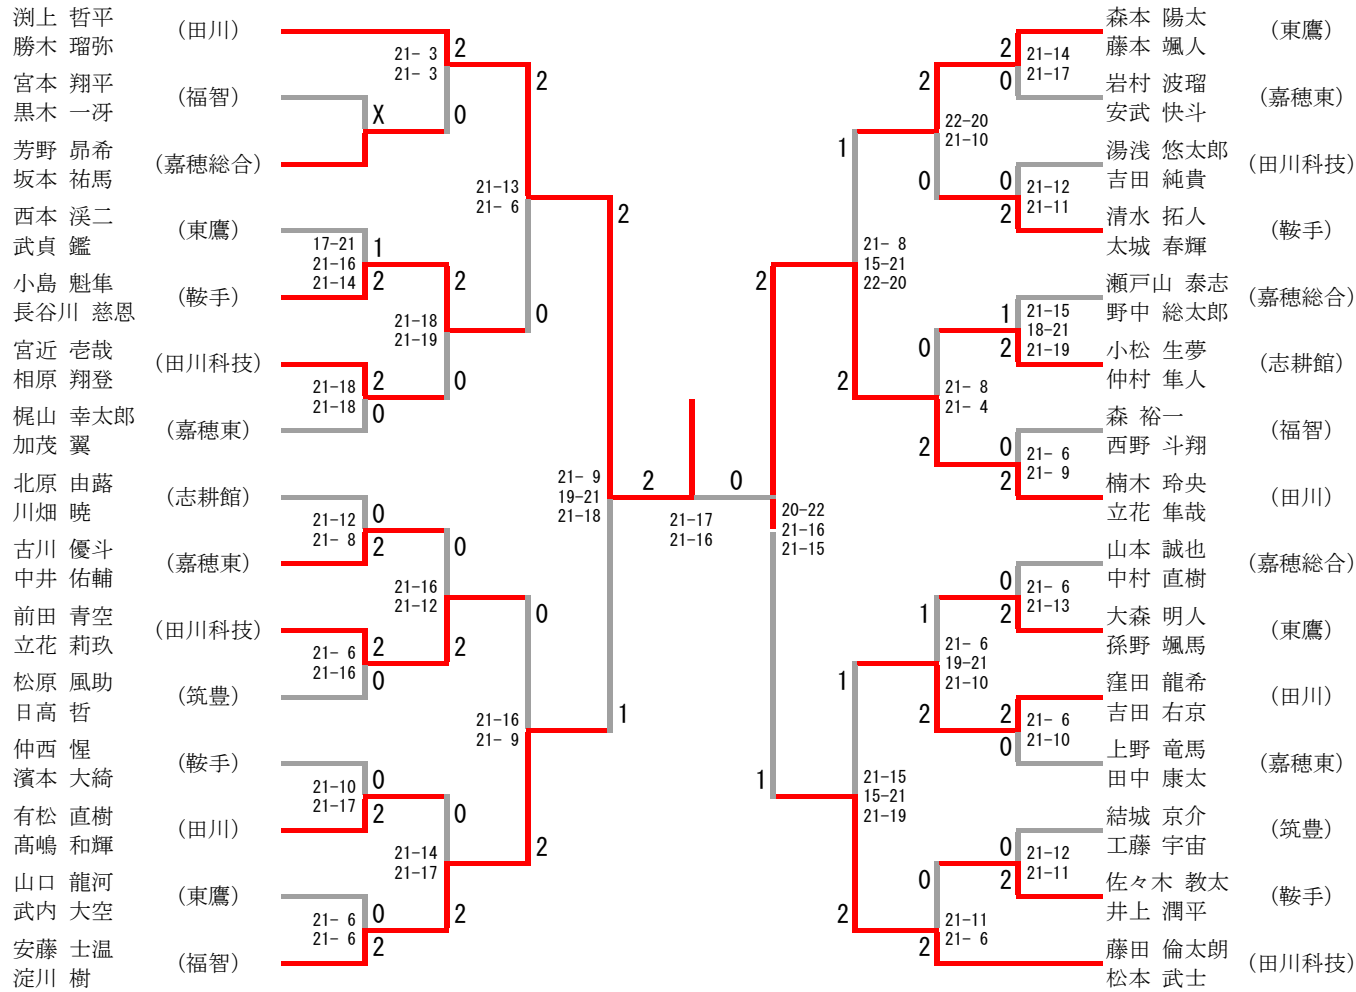 渕上 哲平
勝木 瑠弥
(田川)
宮本 翔平
黒木 一冴
(福智)
芳野 昴希
坂本 祐馬
(嘉穂総合)
西本 渓二
武貞 鑑
(東鷹)
小島 魁隼
長谷川 慈恩
(鞍手)
宮近 壱哉
相原 翔登
(田川科技)
梶山 幸太郎
加茂 翼
(嘉穂東)
北原 由蕗
川畑 暁
(志耕館)
古川 優斗
中井 佑輔
(嘉穂東)
前田 青空
立花 莉玖
(田川科技)
松原 風助
日高 哲
(筑豊)
仲西 惺
濱本 大綺
(鞍手)
有松 直樹
髙嶋 和輝
(田川)
山口 龍河
武内 大空
(東鷹)
安藤 士温
淀川 樹
(福智)
X
17-21
21-16
21-14
1
2
21-18
21-18
2
0
21-12
21- 8
0
2
21- 6
21-16
2
0
21-10
21-17
0
2
21- 6
21- 6
0
2
21- 3
21- 3
2
0
21-18
21-19
2
0
21-16
21-12
0
2
21-14
21-17
0
2
21-13
21- 6
2
0
21-16
21- 9
0
2
21- 9
19-21
21-18
2
1
2
0
21-17
21-16
20-22
21-16
21-15
2
1
21- 8
15-21
22-20
1
2
21-15
15-21
21-19
1
2
22-20
21-10
2
0
21- 8
21- 4
0
2
21- 6
19-21
21-10
1
2
21-11
21- 6
0
2
21-14
21-17
2
0
21-12
21-11
0
2
21-15
18-21
21-19
1
2
21- 6
21- 9
0
2
21- 6
21-13
0
2
21- 6
21-10
2
0
21-12
21-11
0
2
森本 陽太
藤本 颯人
(東鷹)
岩村 波瑠
安武 快斗
(嘉穂東)
湯浅 悠太郎
吉田 純貴
(田川科技)
清水 拓人
太城 春輝
(鞍手)
瀬戸山 泰志
野中 総太郎
(嘉穂総合)
小松 生夢
仲村 隼人
(志耕館)
森 裕一
西野 斗翔
(福智)
楠木 玲央
立花 隼哉
(田川)
山本 誠也
中村 直樹
(嘉穂総合)
大森 明人
孫野 颯馬
(東鷹)
窪田 龍希
吉田 右京
(田川)
上野 竜馬
田中 康太
(嘉穂東)
結城 京介
工藤 宇宙
(筑豊)
佐々木 教太
井上 潤平
(鞍手)
藤田 倫太朗
松本 武士
(田川科技)